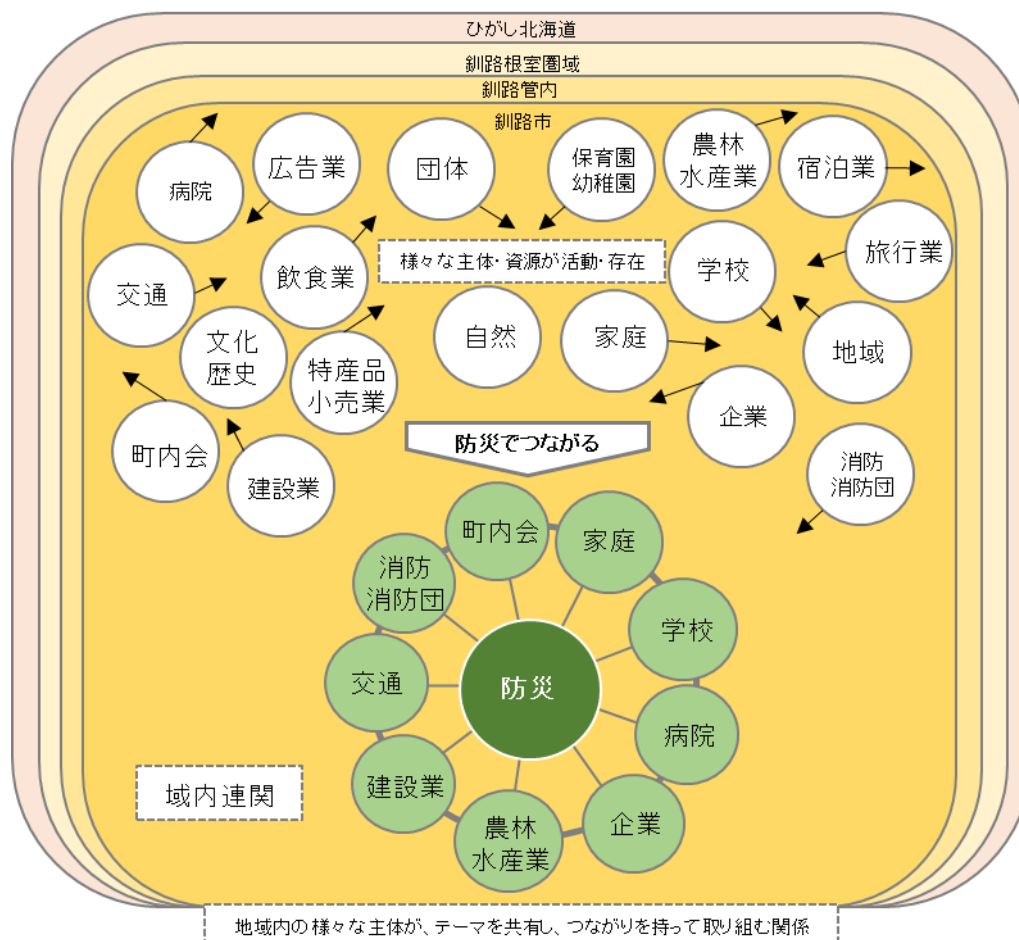 ひがし北海道
釧路根室圏域
釧路管内
釧路市
病院
広告業
団体
保育園
幼稚園
農林
水産業
宿泊業
交通
飲食業
様々な主体・資源が活動・存在
学校
旅行業
文化
歴史
特産品
小売業
自然
家庭
地域
町内会
建設業
企業
消防
消防団
防災でつながる
町内会
家庭
消防
消防団
学校
交通
防災
病院
建設業
農林
水産業
企業
域内連関
地域内の様々な主体が、テーマを共有し、つながりを持って取り組む関係